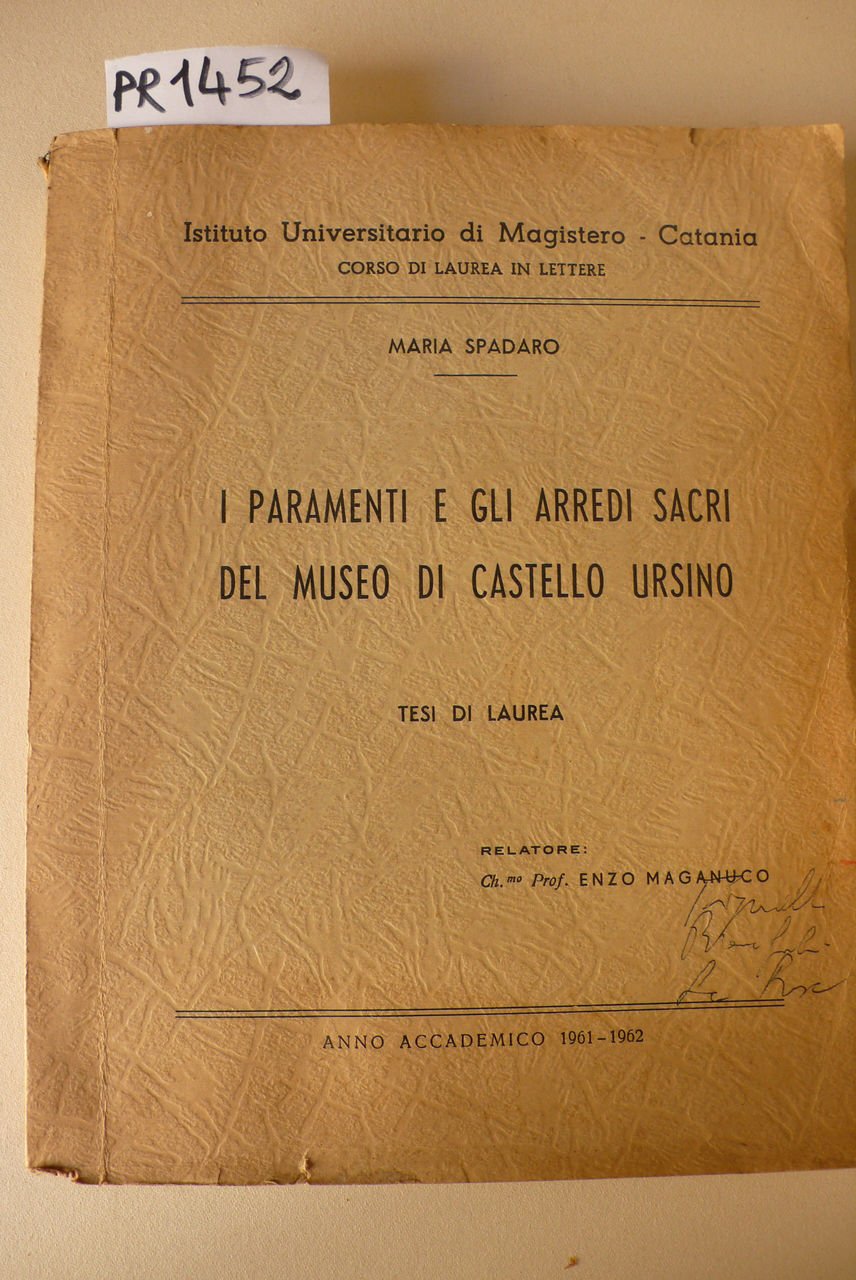 PR1452
Istituto Universitario di Magistero - Catania
CORSO DI LAUREA IN LETTERE
MARIA SPADARO
I PARAMENTI E GLI ARREDI SACRI
DEL MUSEO DI CASTELLO URSINO
TESI DI LAUREA
RELATORE:
Ch.mo Prof. ENZO MAGANUCO
ANNO ACCADEMICO 1961-1962